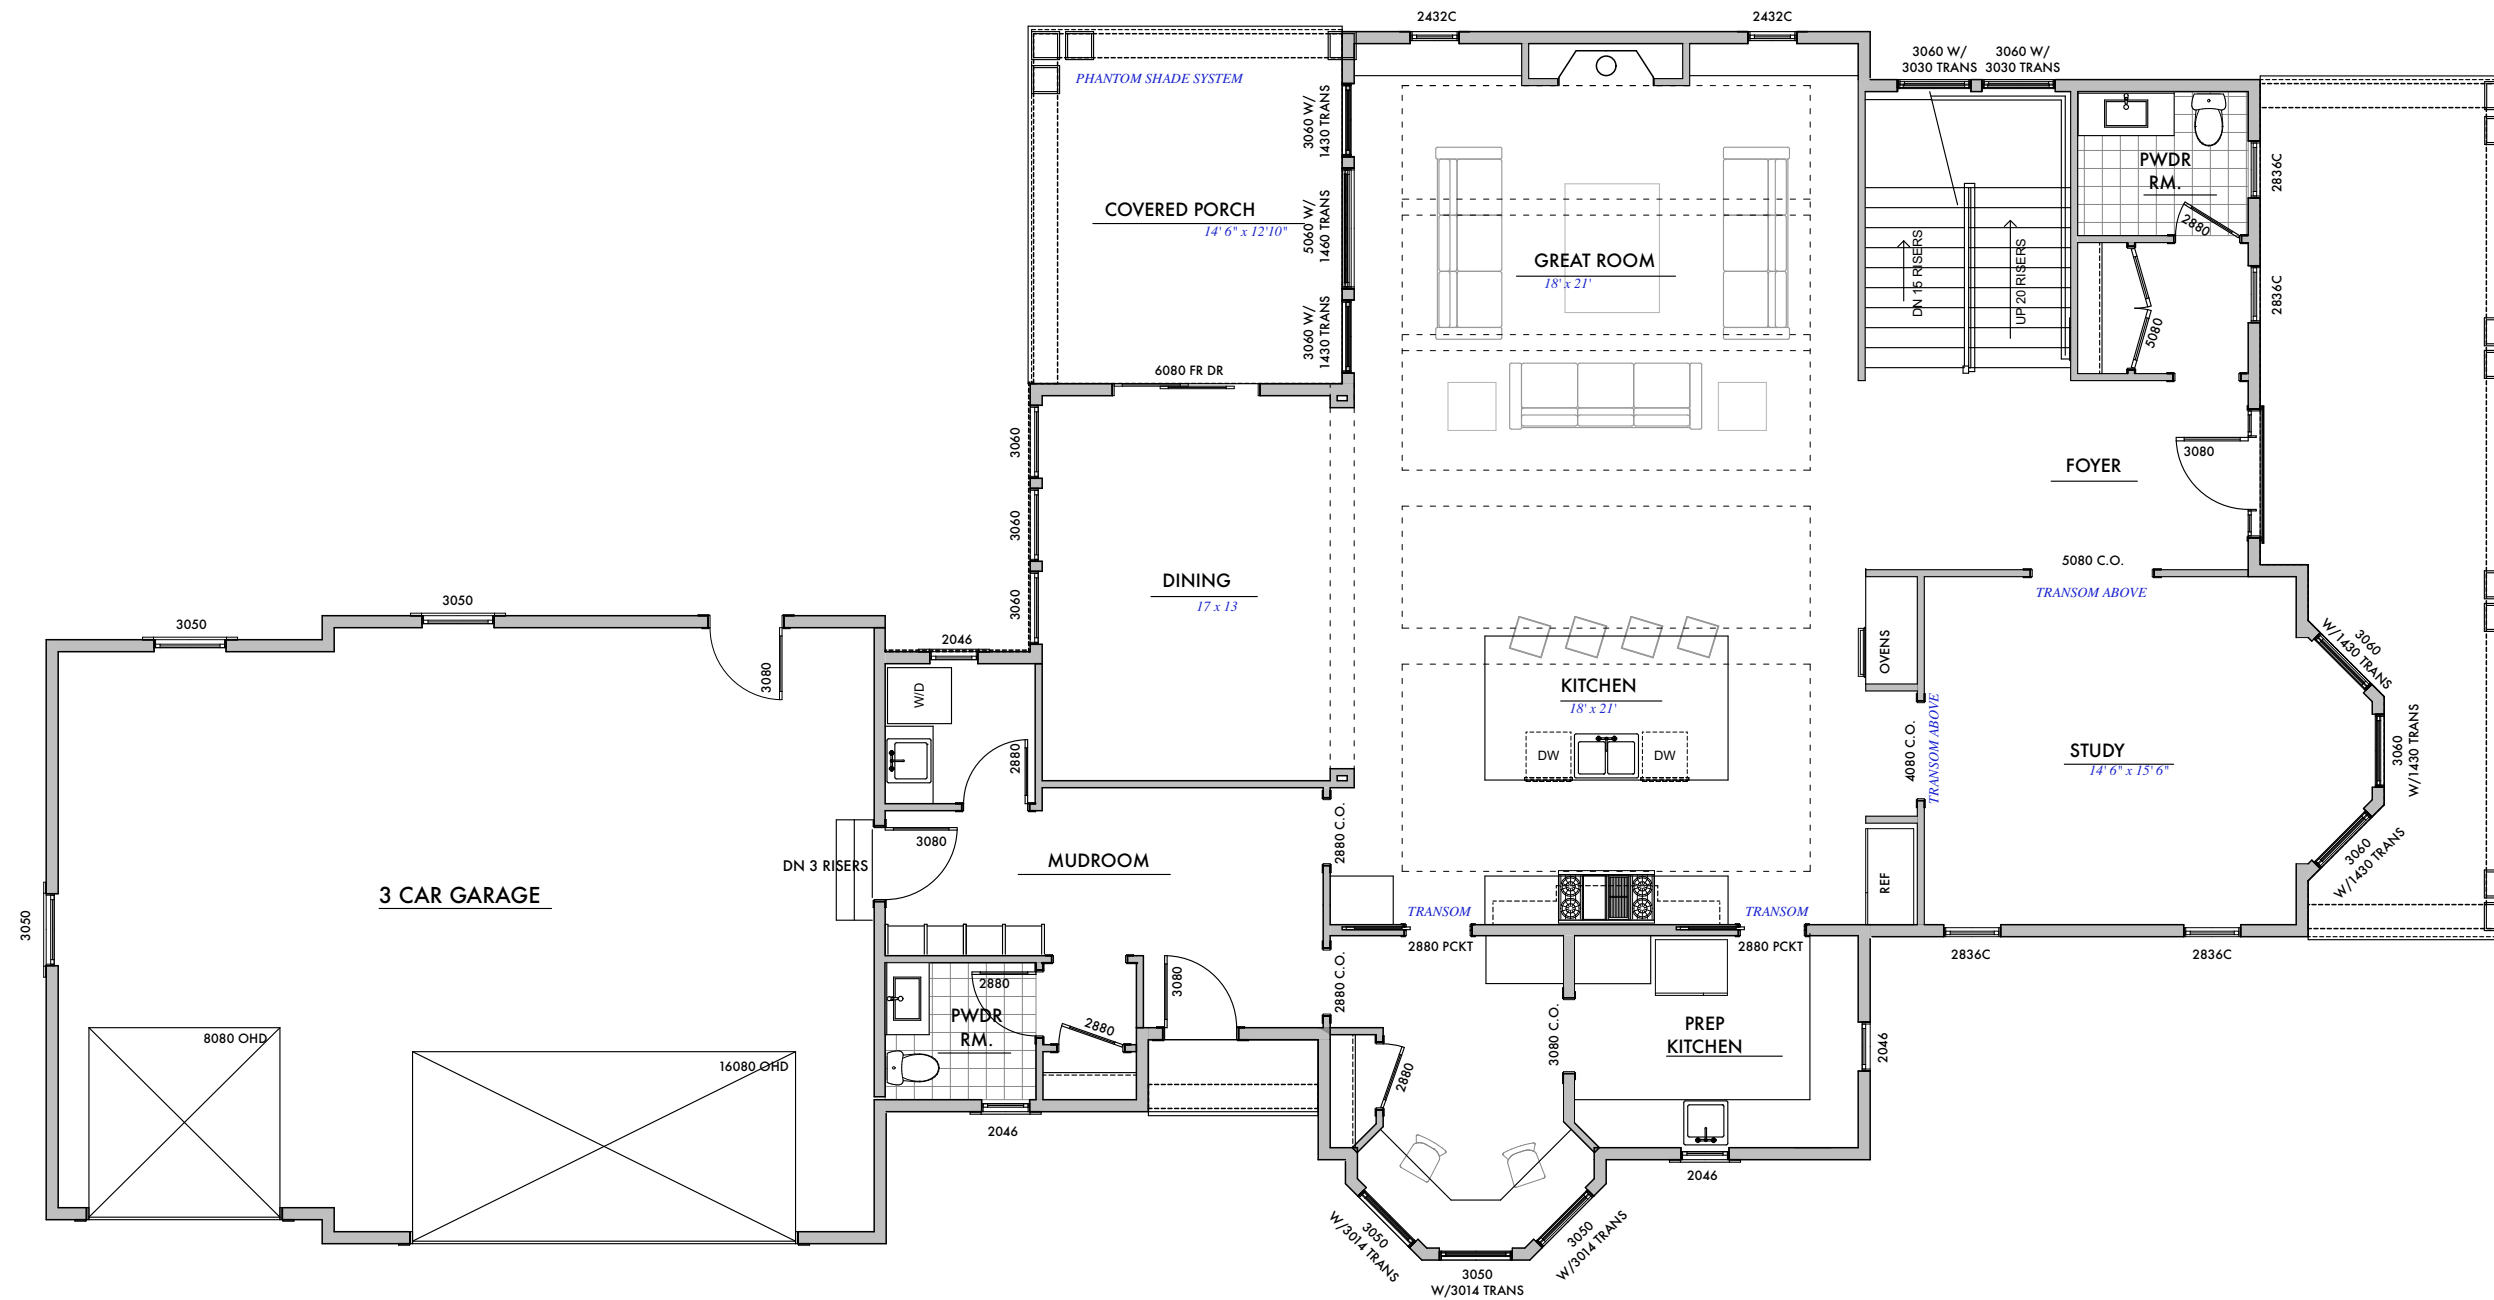 2432C
2432C
3060 W/
3030 TRANS
3060 W/
3030 TRANS
PHANTOM SHADE SYSTEM
3060 W/
1430 TRANS
PWDR
RM.
2836C
2880
COVERED PORCH
14' 6" x 12'10"
5060 W/
1460 TRANS
GREAT ROOM
18' x 21'
DN 15 RISERS
UP 20 RISERS
2836C
5080
3060 W/
1430 TRANS
6080 FR DR
3060
3080
FOYER
3060
5080 C.O.
TRANSOM ABOVE
DINING
17 x 13
3060
3050
3050
2046
3080
W/D
2880
OVENS
3060
W/1430 TRANS
KITCHEN
18' x 21'
DW
DW
4080 C.O.
TRANSOM ABOVE
STUDY
14' 6" x 15' 6"
3060
W/1430 TRANS
3080
DN 3 RISERS
MUDROOM
2880 C.O.
3060
W/1430 TRANS
3 CAR GARAGE
3050
REF
TRANSOM
TRANSOM
2880 PCKT
2880 PCKT
2836C
2836C
2880
3080
2880 C.O.
PWDR
RM.
2880
3080 C.O.
PREP
KITCHEN
2046
8080 OHD
16080 OHD
2880
2046
2046
3050
W/3014 TRANS
3050
W/3014 TRANS
3050
W/3014 TRANS